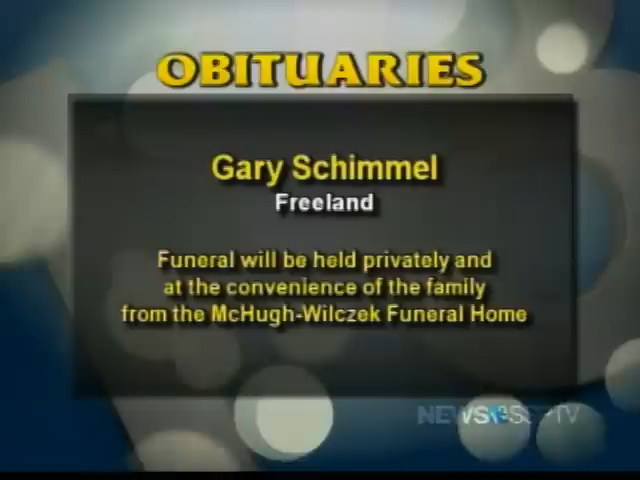 OBITUARIES
Gary Schimmel
Freeland
Funeral will be held privately and
at the convenience of the family
from the McHugh-Wilczek Funeral Home